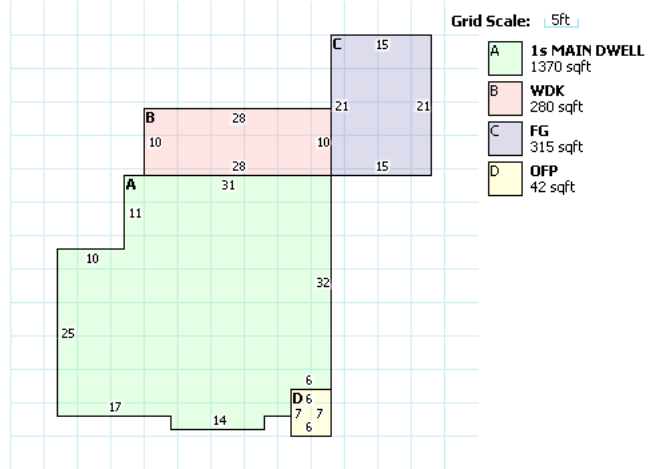 Grid Scale: 5ft
A 1s MAIN DWELL
1370 sqft
B WDK
280 sqft
C FG
315 sqft
D OFP
42 sqft
C 15
21 21
15
B 28
10 10
28
A 31
11
10
32
25
6
D 6
7 7
6
17
14